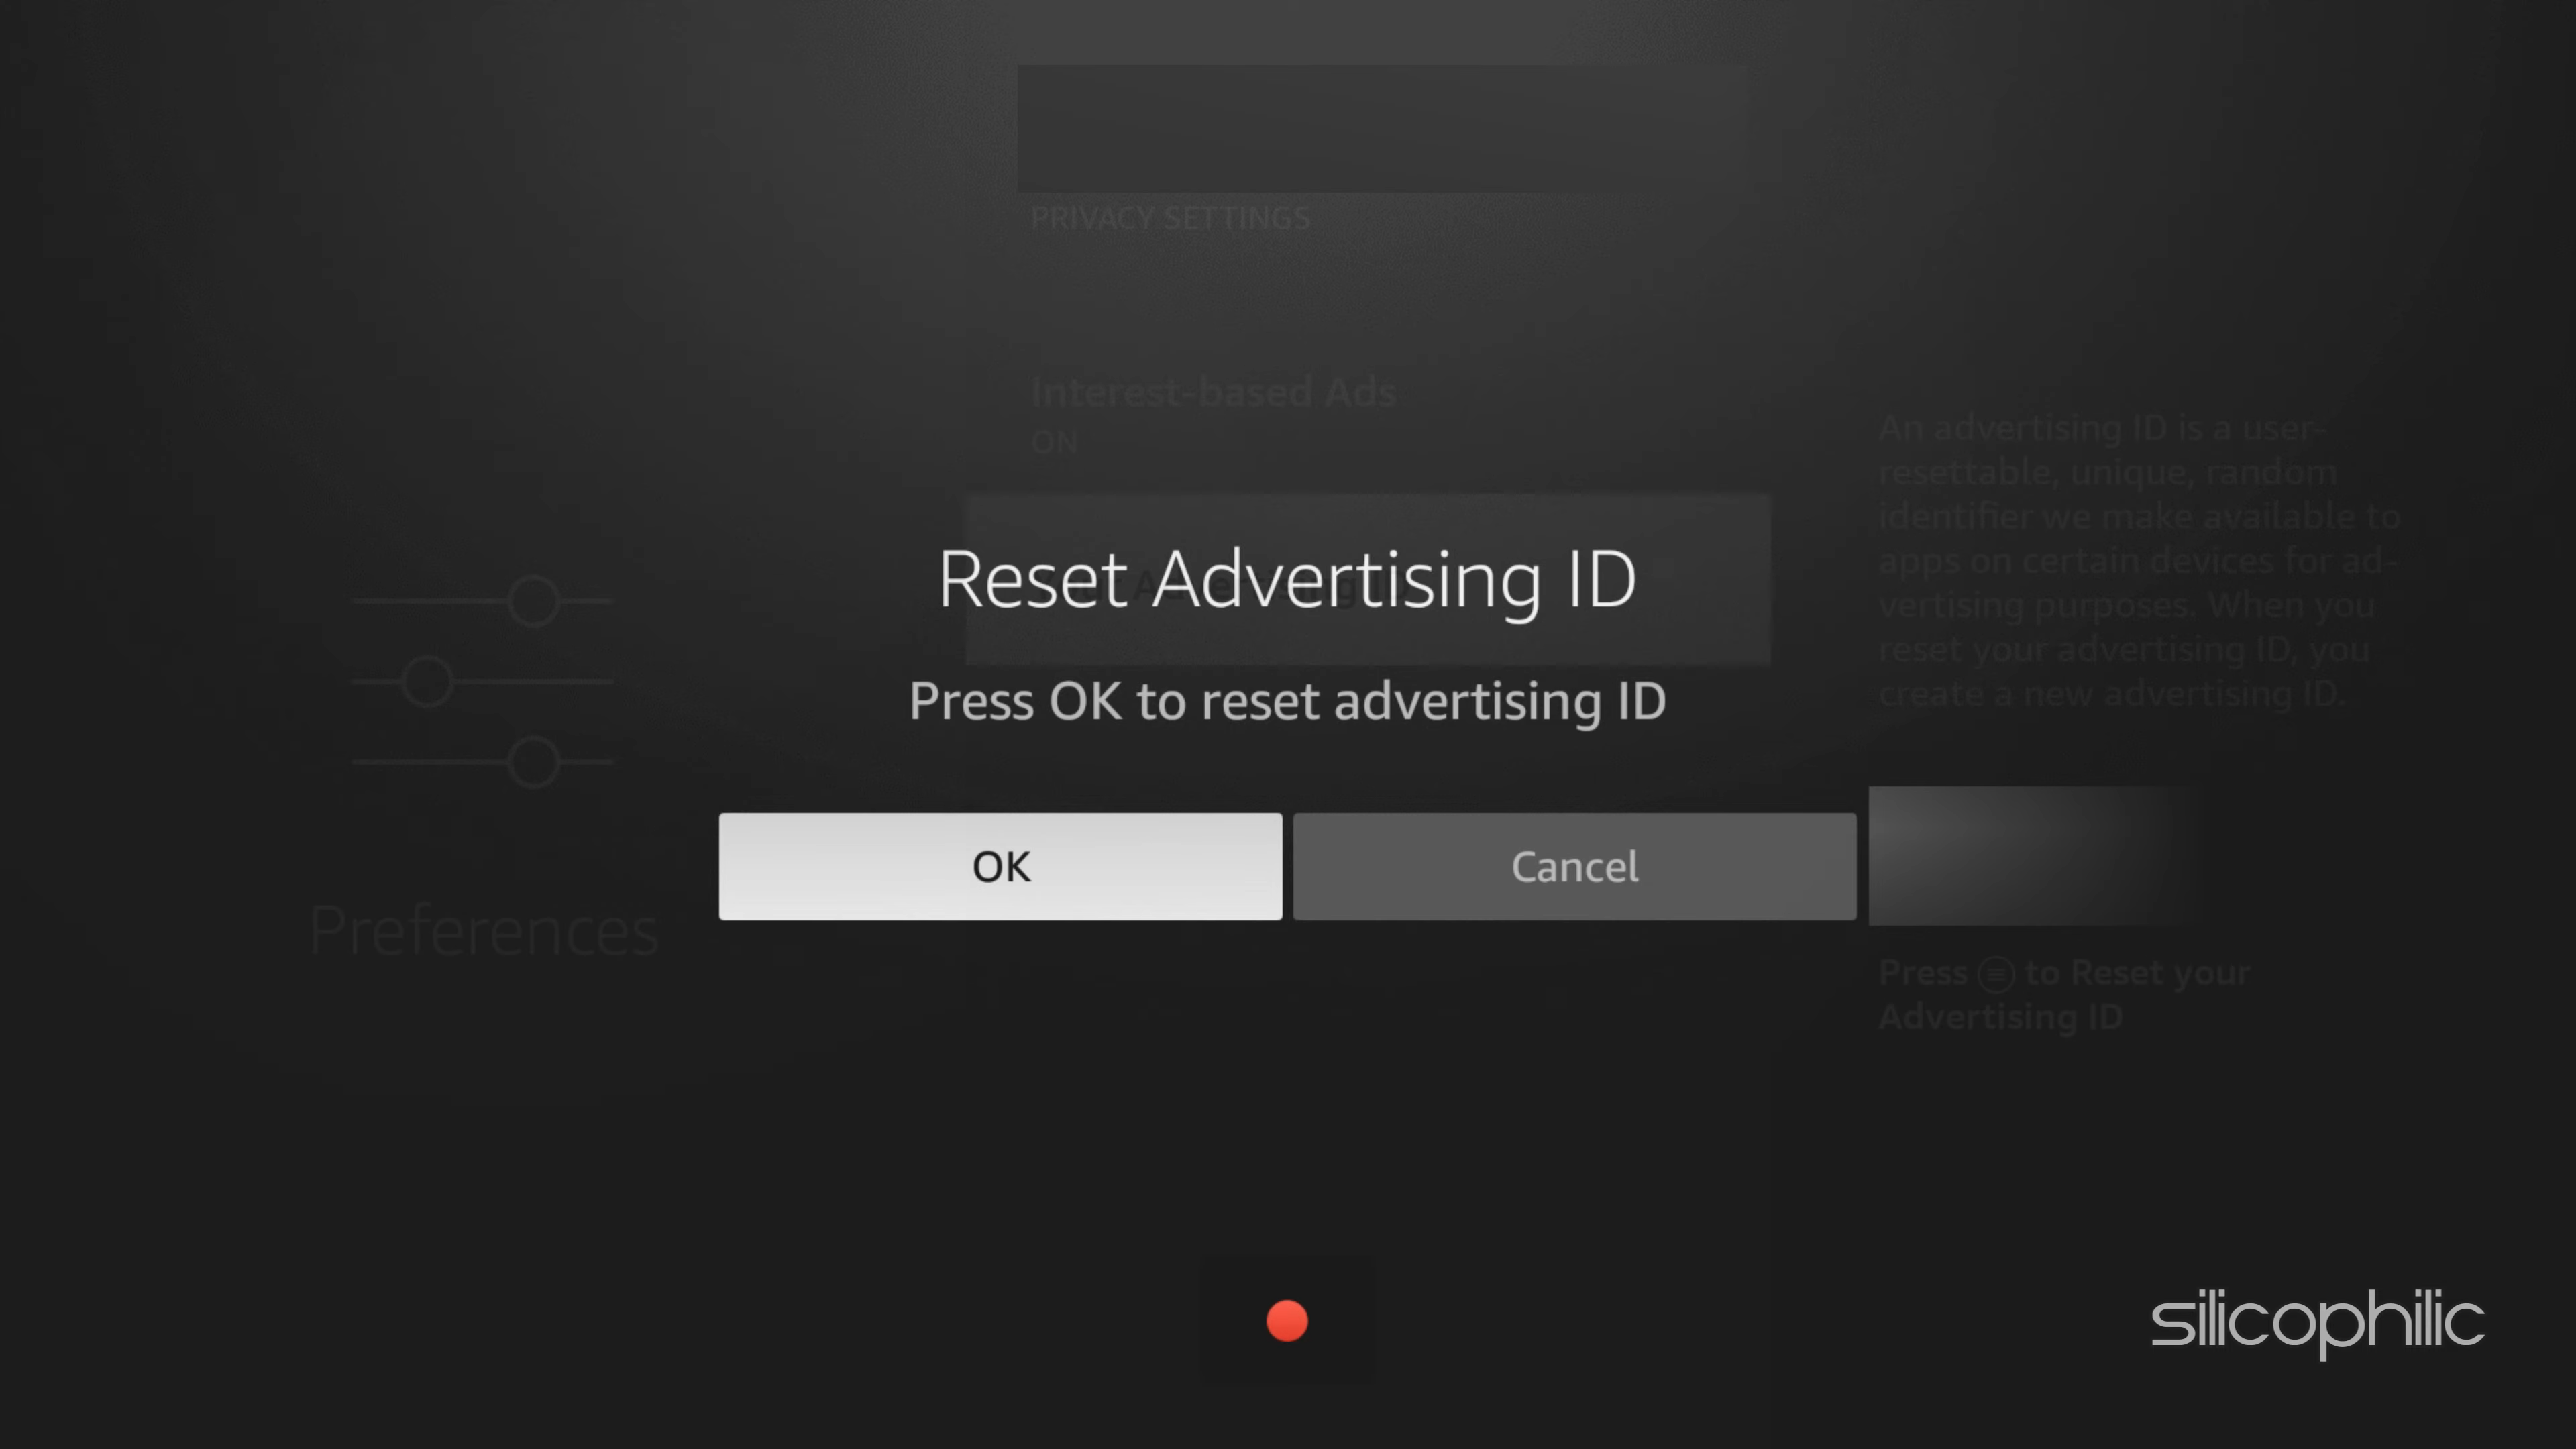 PRIVACY SETTINGS
Interest-based Ads
ON
Reset Advertising ID
Press OK to reset advertising ID
OK
Cancel
Preferences
An advertising ID is a user-
resettable, unique, random
identifier we make available to
apps on certain devices for ad-
vertising purposes. When you
reset your advertising ID, you
create a new advertising ID.
Press to Reset your
Advertising ID
silicophilic